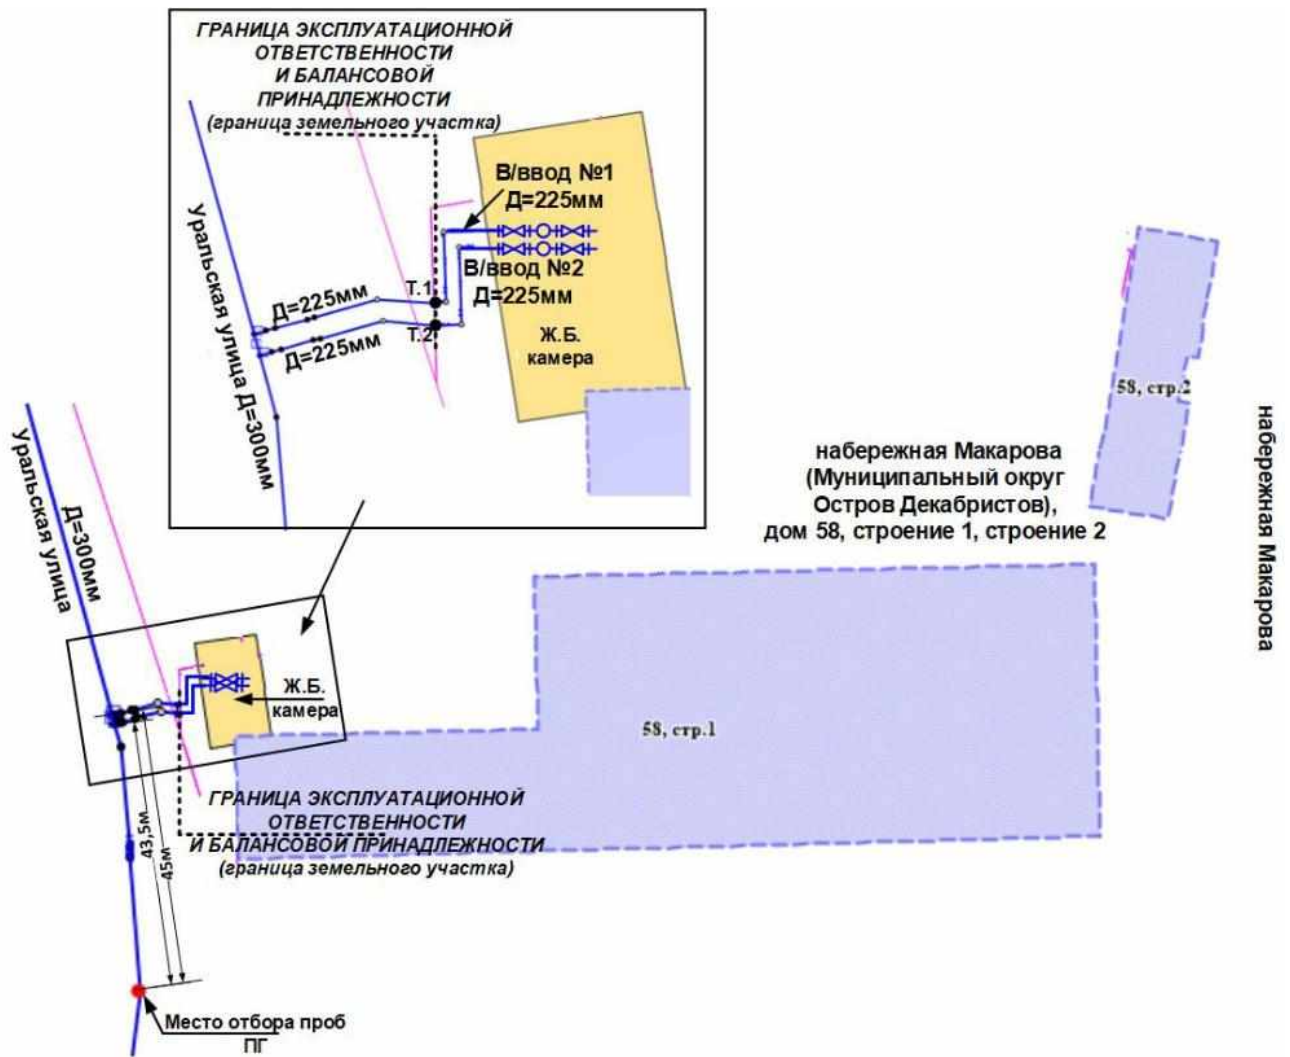 ГРАНИЦА ЭКСПЛУАТАЦИОННОЙ
ОТВЕТСТВЕННОСТИ
И БАЛАНСОВОЙ
ПРИНАДЛЕЖНОСТИ
(граница земельного участка)
В/ввод №1
Д=225мм
Уральская улица Д=300мм
Д=225мм
Т.1
В/ввод №2
Д=225мм
Т.2
Д=225мм
Ж.Б.
камера
58, стр.2
набережная Макарова
набережная Макарова
(Муниципальный округ
Остров Декабристов),
дом 58, строение 1, строение 2
Уральская улица
Д=300мм
Ж.Б.
камера
58, стр.1
ГРАНИЦА ЭКСПЛУАТАЦИОННОЙ
ОТВЕТСТВЕННОСТИ
И БАЛАНСОВОЙ ПРИНАДЛЕЖНОСТИ
(граница земельного участка)
43,5м
45м
Место отбора проб
ПГ